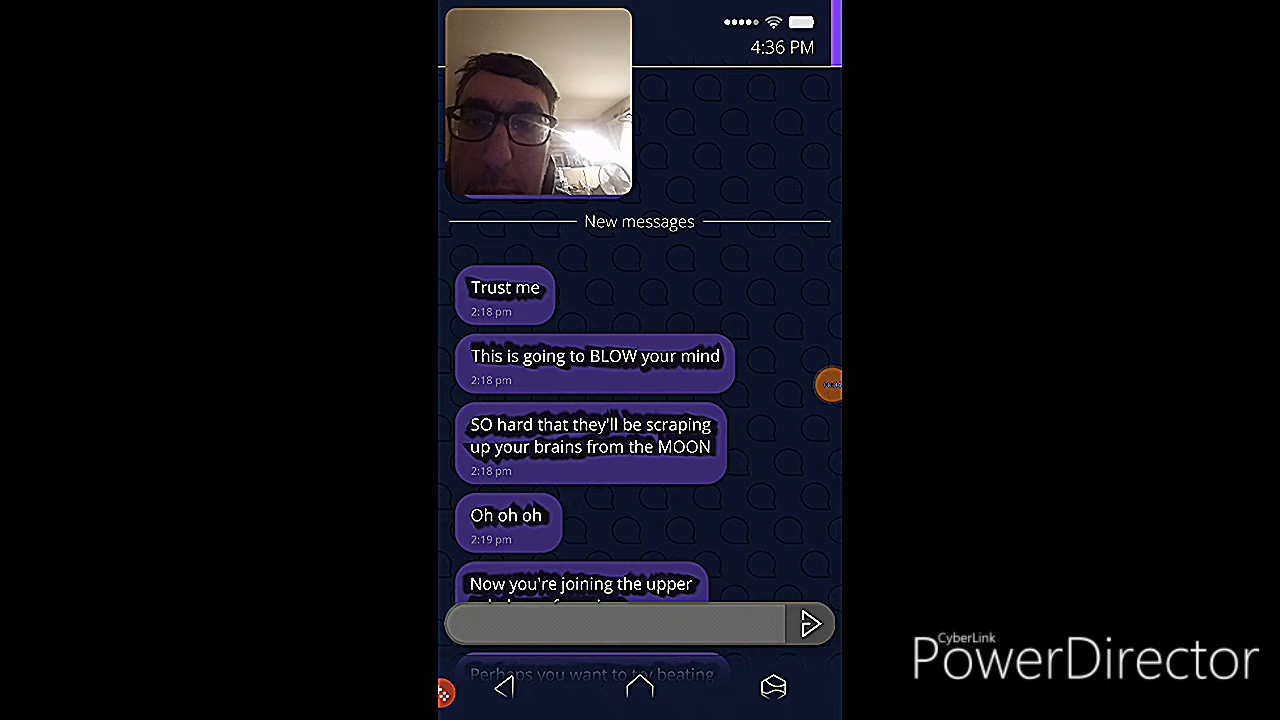 4:36 PM
New messages
Trust me
2:18 pm
This is going to BLOW your mind
2:18 pm
SO hard that they'll be scraping
up your brains from the MOON
2:18 pm
Oh oh oh
2:19 pm
Now you're joining the upper
Perhaps you want to try beating
CyberLink
PowerDirector